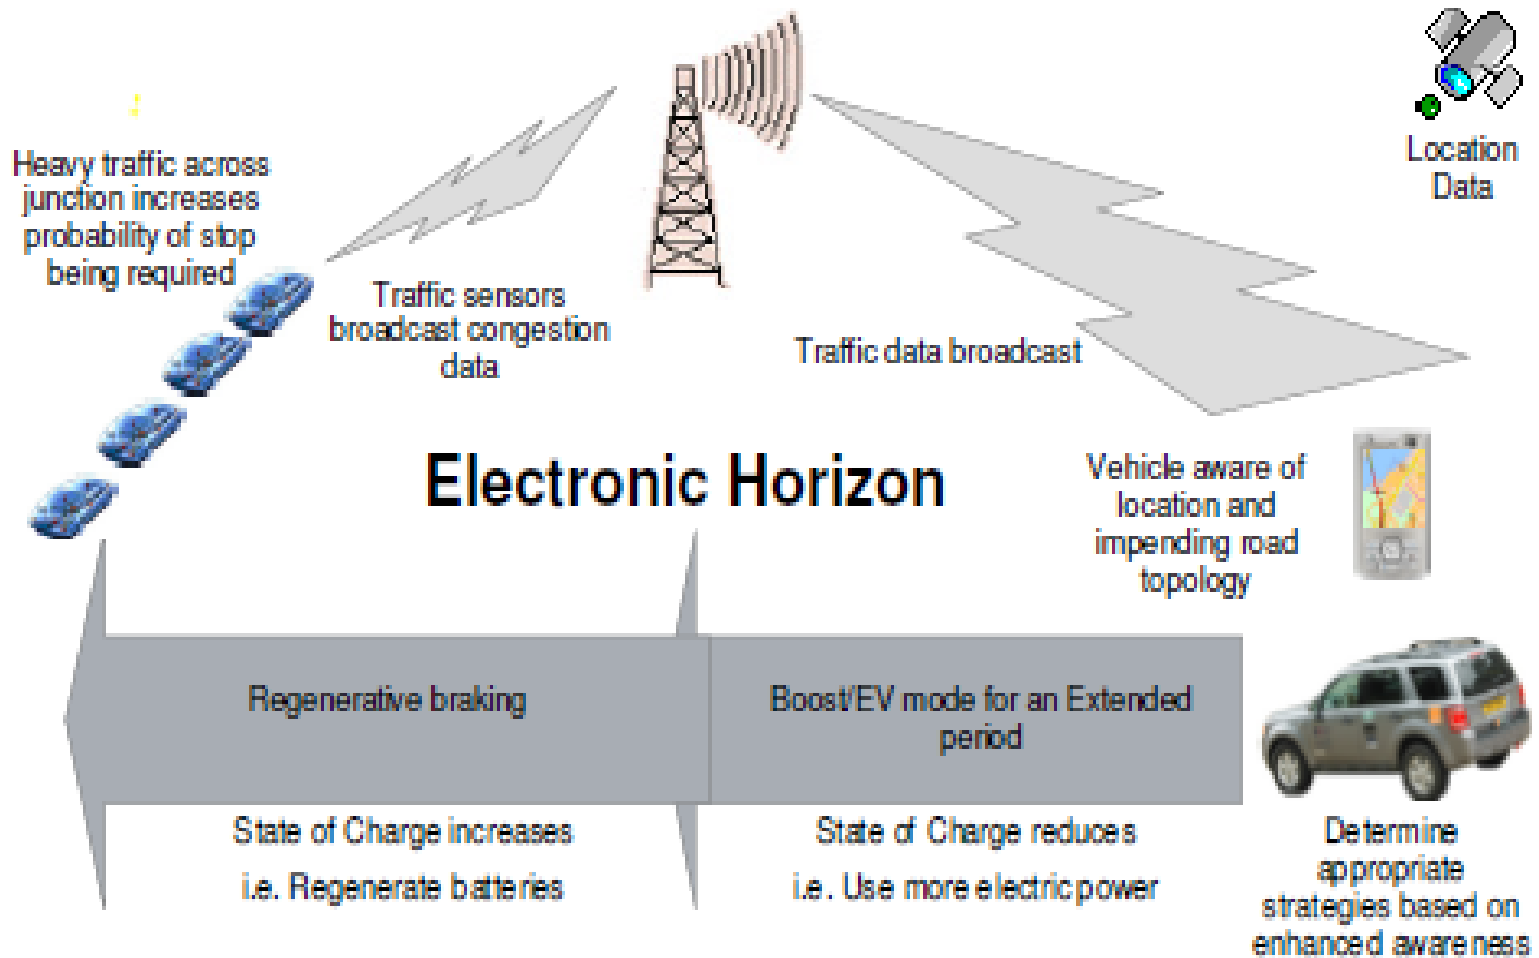 Heavy traffic across
junction increases
probability of stop
being required
Traffic sensors
broadcast congestion
data
Traffic data broadcast
Location
Data
Electronic Horizon
Vehicle aware of
location and
impending road
topology
Regenerative braking
Boost/EV mode for an Extended
period
State of Charge increases
i.e. Regenerate batteries
State of Charge reduces
i.e. Use more electric power
Determine
appropriate
strategies based on
enhanced awareness